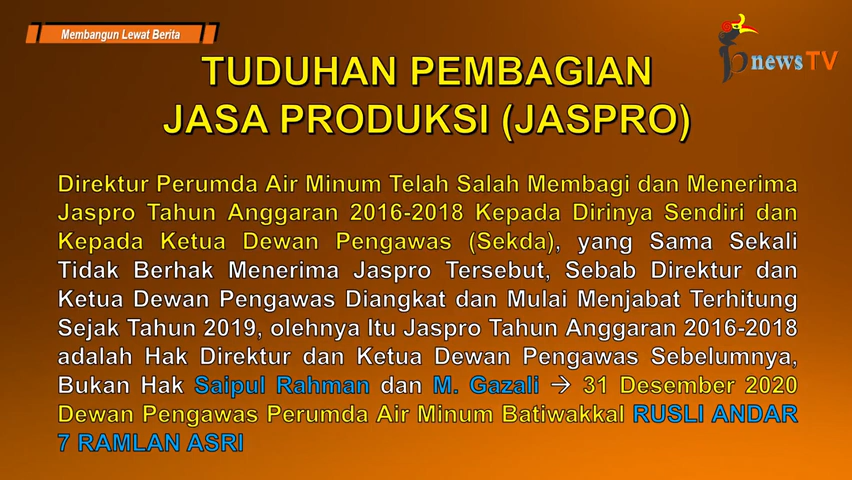 Membangun Lewat Berita
newsTV
TUDUHAN PEMBAGIAN
JASA PRODUKSI (JASPRO)
Direktur Perumda Air Minum Telah Salah Membagi dan Menerima
Jaspro Tahun Anggaran 2016-2018 Kepada Dirinya Sendiri dan
Kepada Ketua Dewan Pengawas (Sekda), yang Sama Sekali
Tidak Berhak Menerima Jaspro Tersebut, Sebab Direktur dan
Ketua Dewan Pengawas Diangkat dan Mulai Menjabat Terhitung
Sejak Tahun 2019, olehnya Itu Jaspro Tahun Anggaran 2016-2018
adalah Hak Direktur dan Ketua Dewan Pengawas Sebelumnya,
Bukan Hak Saipul Rahman dan M. Gazali → 31 Desember 2020
Dewan Pengawas Perumda Air Minum Batiwakkal RUSLI ANDAR
7 RAMLAN ASRI